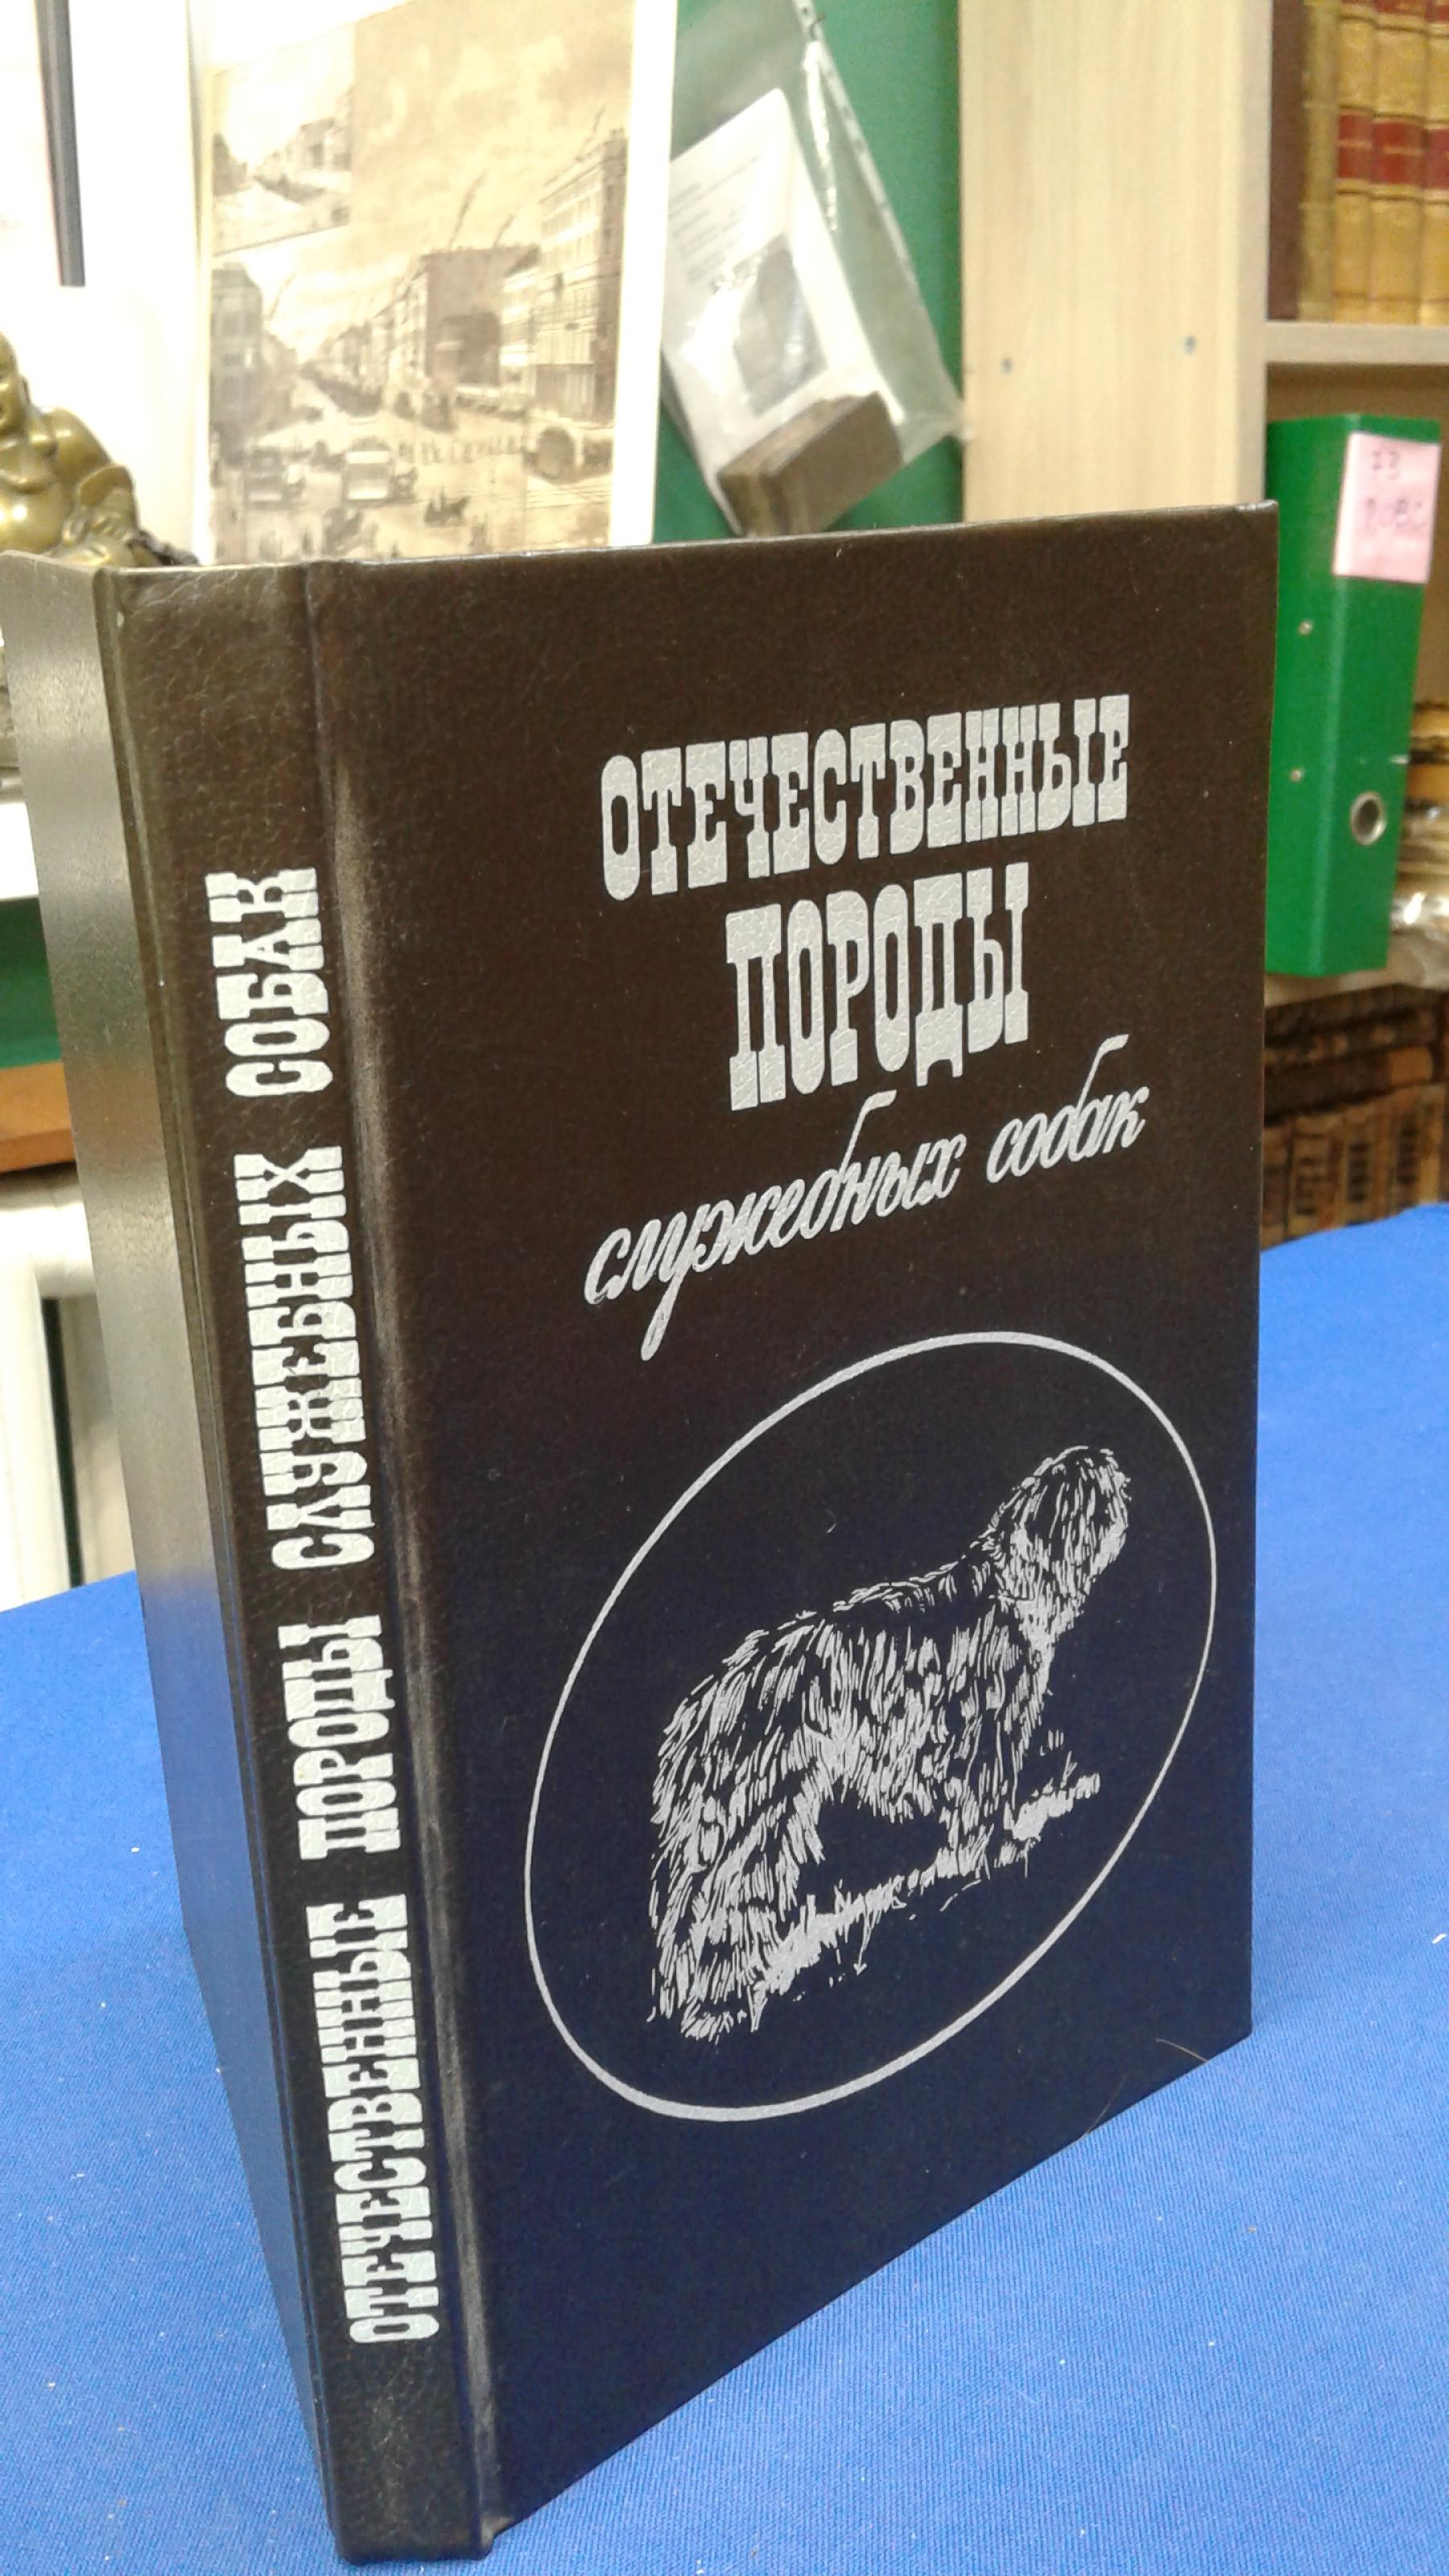 ОТЕЧЕСТВЕННЫЕ ПОРОДЫ СЛУЖЕБНЫХ СОБАК
ОТЕЧЕСТВЕННЫЕ
ПОРОДЫ
служебных собак